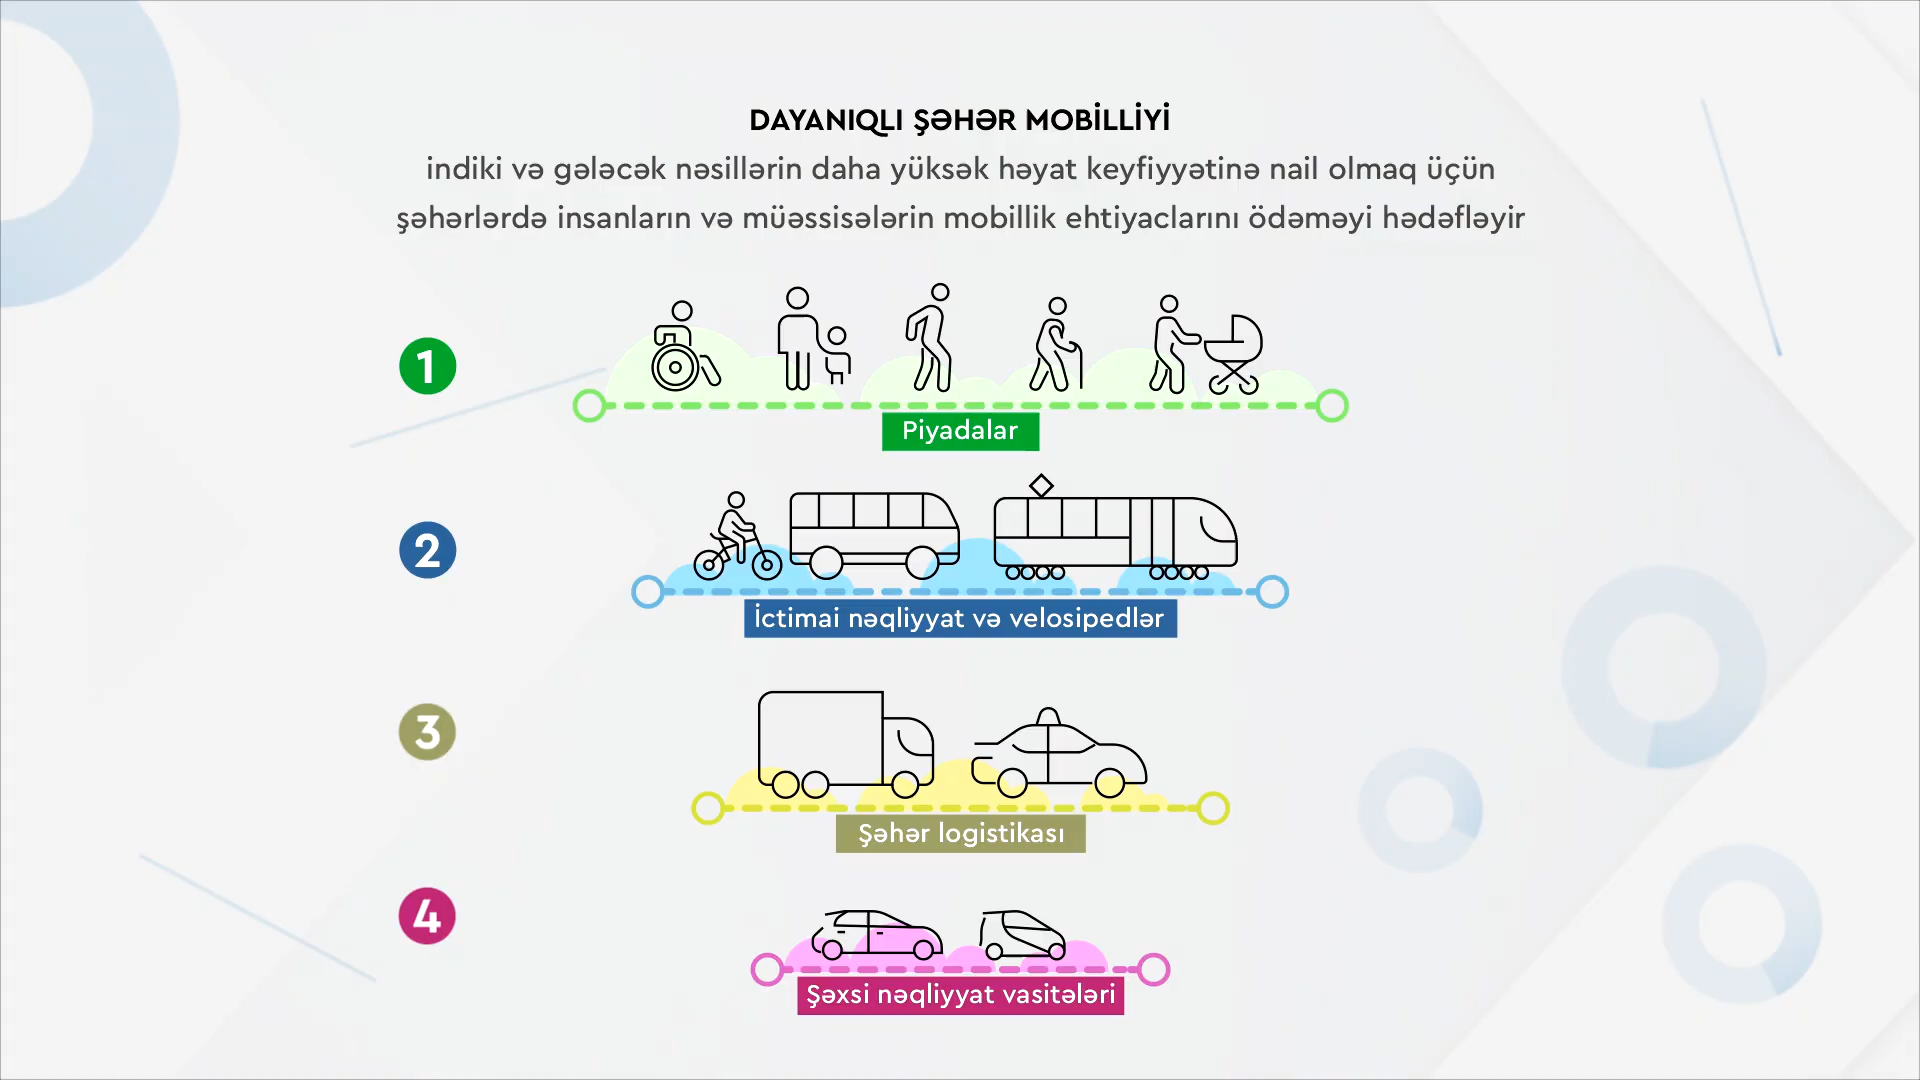 DAYANIQLI ŞƏHƏR MOBİLLİYİ
indiki və gələcək nəsillərin daha yüksək həyat keyfiyyətinə nail olmaq üçün
şəhərlərdə insanların və müəssisələrin mobillik ehtiyaclarını ödəməyi hədəfləyir
1
Piyadalar
2
İctimai nəqliyyat və velosipedlər
3
Şəhər logistikası
4
Şəxsi nəqliyyat vasitələri